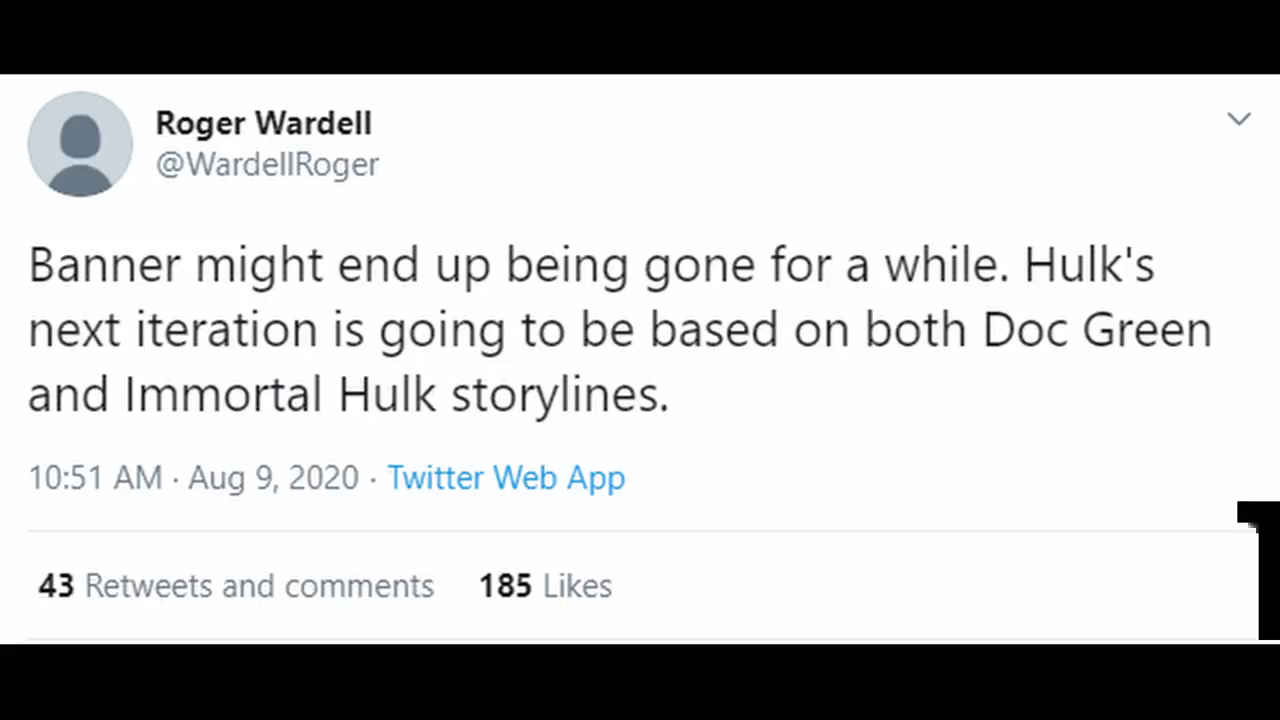 Roger Wardell
@WardellRoger
Banner might end up being gone for a while. Hulk's
next iteration is going to be based on both Doc Green
and Immortal Hulk storylines.
10:51 AM · Aug 9, 2020 · Twitter Web App
43 Retweets and comments 185 Likes